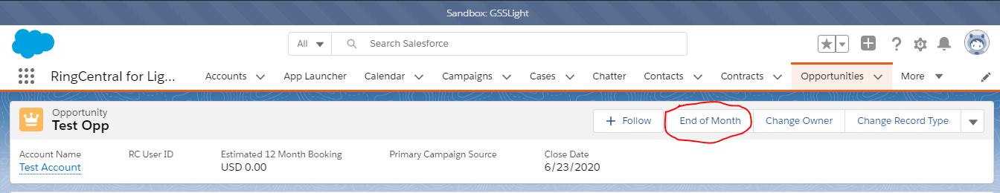 Sandbox: GSSLight
All Search Salesforce
RingCentral for Lig... Accounts App Launcher Calendar Campaigns Cases Chatter Contacts Contracts Opportunities More
Opportunity
Test Opp
Follow End of Month Change Owner Change Record Type
Account Name RC User ID Estimated 12 Month Booking Primary Campaign Source Close Date
Test Account USD 0.00 6/23/2020